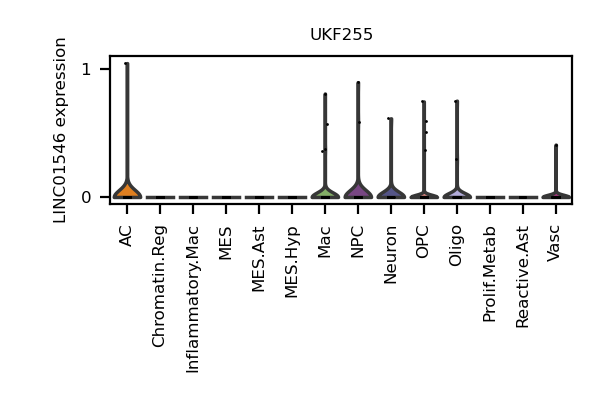 UKF255
LINC01546 expression
1
0
AC
Chromatin.Reg
Inflammatory.Mac
MES
MES.Ast
MES.Hyp
Mac
NPC
Neuron
OPC
Oligo
Prolif.Metab
Reactive.Ast
Vasc